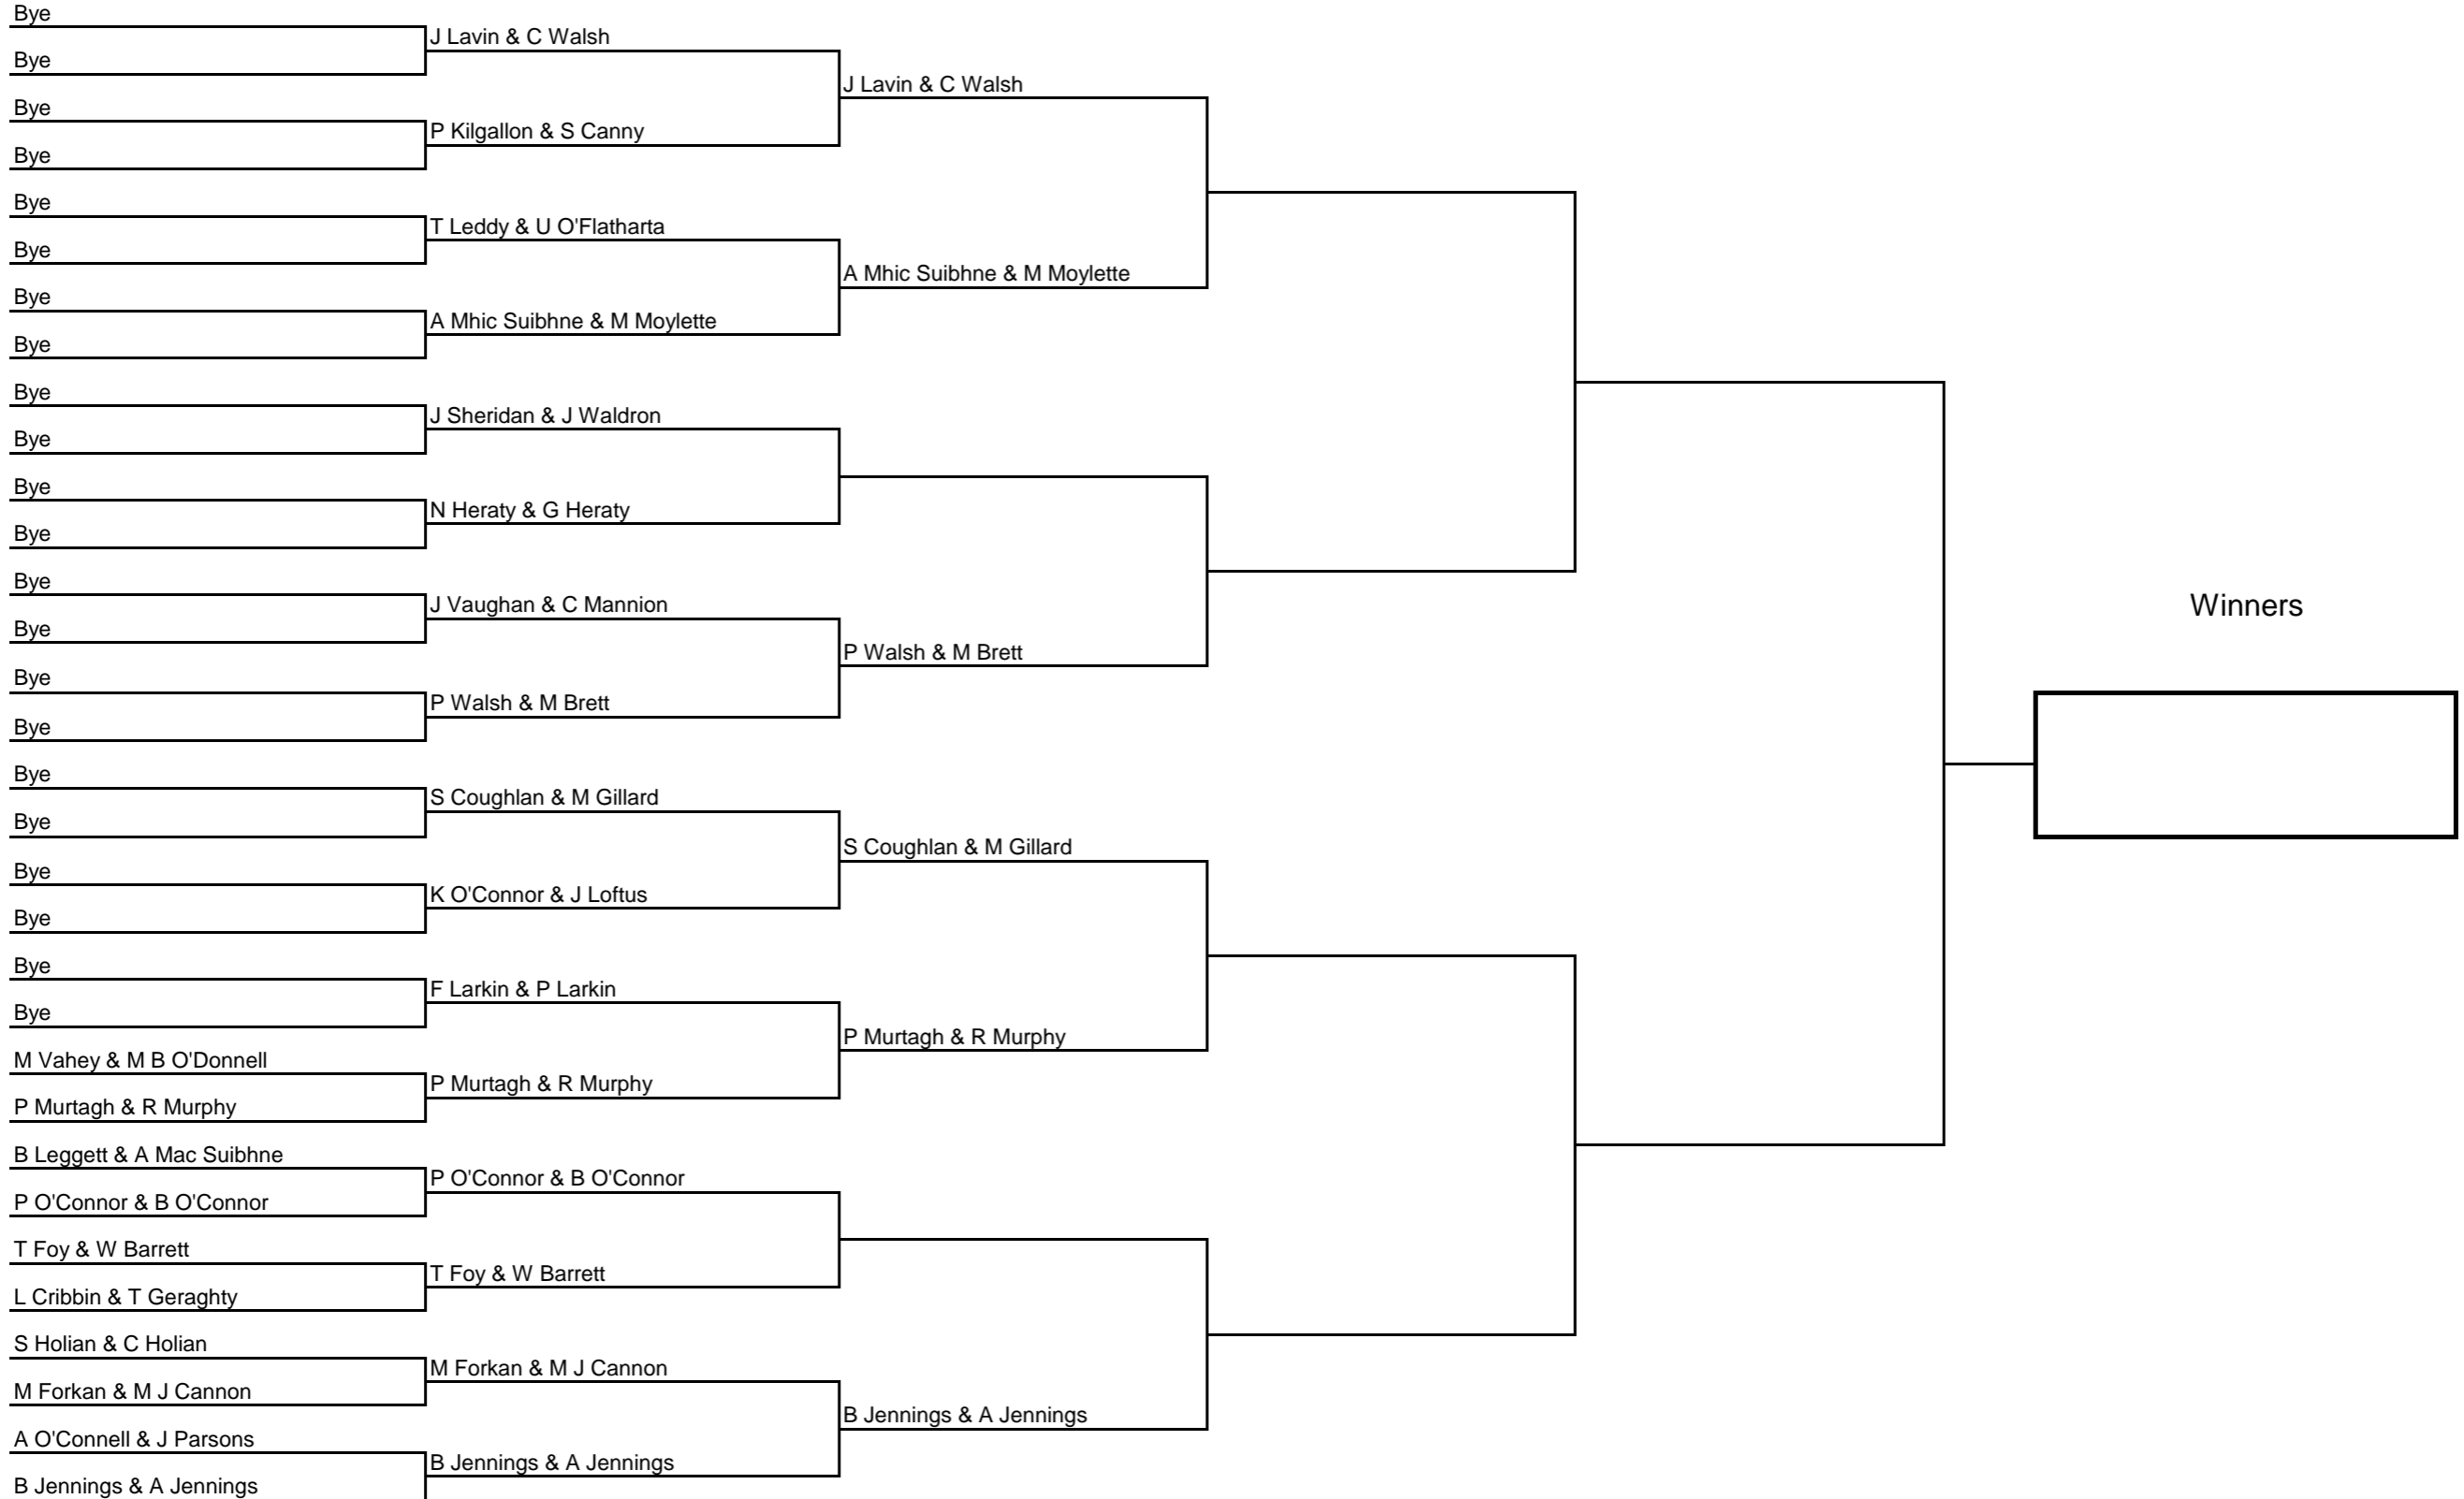 Bye
J Lavin & C Walsh
Bye
J Lavin & C Walsh
Bye
P Kilgallon & S Canny
Bye
Bye
T Leddy & U O'Flatharta
Bye
A Mhic Suibhne & M Moylette
Bye
A Mhic Suibhne & M Moylette
Bye
Bye
J Sheridan & J Waldron
Bye
Bye
N Heraty & G Heraty
Bye
Bye
J Vaughan & C Mannion
Winners
Bye
P Walsh & M Brett
Bye
P Walsh & M Brett
Bye
Bye
S Coughlan & M Gillard
Bye
S Coughlan & M Gillard
Bye
K O'Connor & J Loftus
Bye
Bye
F Larkin & P Larkin
Bye
P Murtagh & R Murphy
M Vahey & M B O'Donnell
P Murtagh & R Murphy
P Murtagh & R Murphy
B Leggett & A Mac Suibhne
P O'Connor & B O'Connor
P O'Connor & B O'Connor
T Foy & W Barrett
T Foy & W Barrett
L Cribbin & T Geraghty
S Holian & C Holian
M Forkan & M J Cannon
M Forkan & M J Cannon
B Jennings & A Jennings
A O'Connell & J Parsons
B Jennings & A Jennings
B Jennings & A Jennings